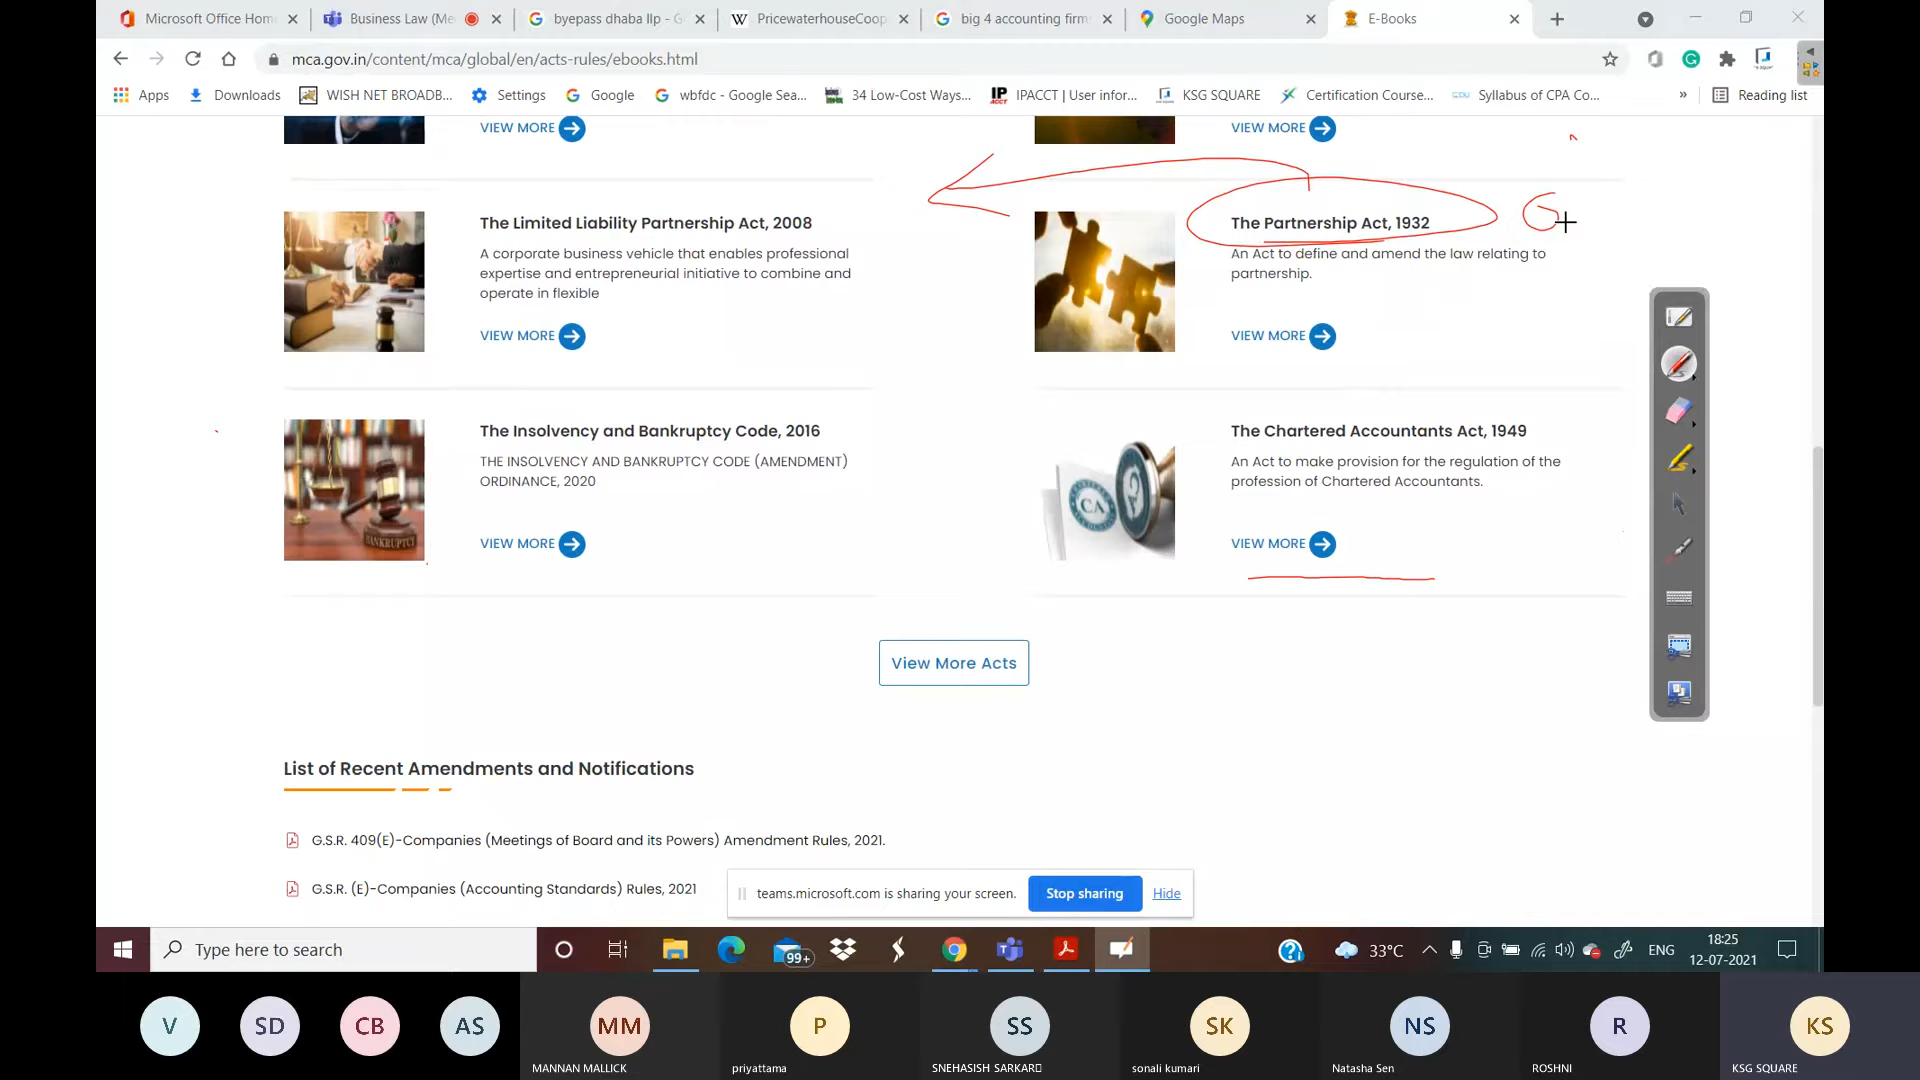 Microsoft Office Hom
Business Law (Me
byepass dhaba llp - G
PricewaterhouseCoop
big 4 accounting firm
Google Maps
E-Books
mca.gov.in/content/mca/global/en/acts-rules/ebooks.html
Apps
Downloads
WISH NET BROADB...
Settings
Google
wbfdc - Google Sea...
34 Low-Cost Ways...
IPACCT | User infor...
KSG SQUARE
Certification Course...
Syllabus of CPA Co...
»
Reading list
VIEW MORE
VIEW MORE
The Limited Liability Partnership Act, 2008
A corporate business vehicle that enables professional
expertise and entrepreneurial initiative to combine and
operate in flexible
VIEW MORE
The Partnership Act, 1932
An Act to define and amend the law relating to
partnership.
VIEW MORE
G
The Insolvency and Bankruptcy Code, 2016
THE INSOLVENCY AND BANKRUPTCY CODE (AMENDMENT)
ORDINANCE, 2020
VIEW MORE
BANKRUPTCY
The Chartered Accountants Act, 1949
An Act to make provision for the regulation of the
profession of Chartered Accountants.
VIEW MORE
CA
View More Acts
List of Recent Amendments and Notifications
G.S.R. 409(E)-Companies (Meetings of Board and its Powers) Amendment Rules, 2021.
G.S.R. (E)-Companies (Accounting Standards) Rules, 2021
teams.microsoft.com is sharing your screen.
Stop sharing
Hide
Type here to search
99+
33°C
ENG
18:25
12-07-2021
V
SD
CB
AS
MM
P
SS
SK
NS
R
KS
MANNAN MALLICK
priyattama
SNEHASISH SARKAR
sonali kumari
Natasha Sen
ROSHNI
KSG SQUARE